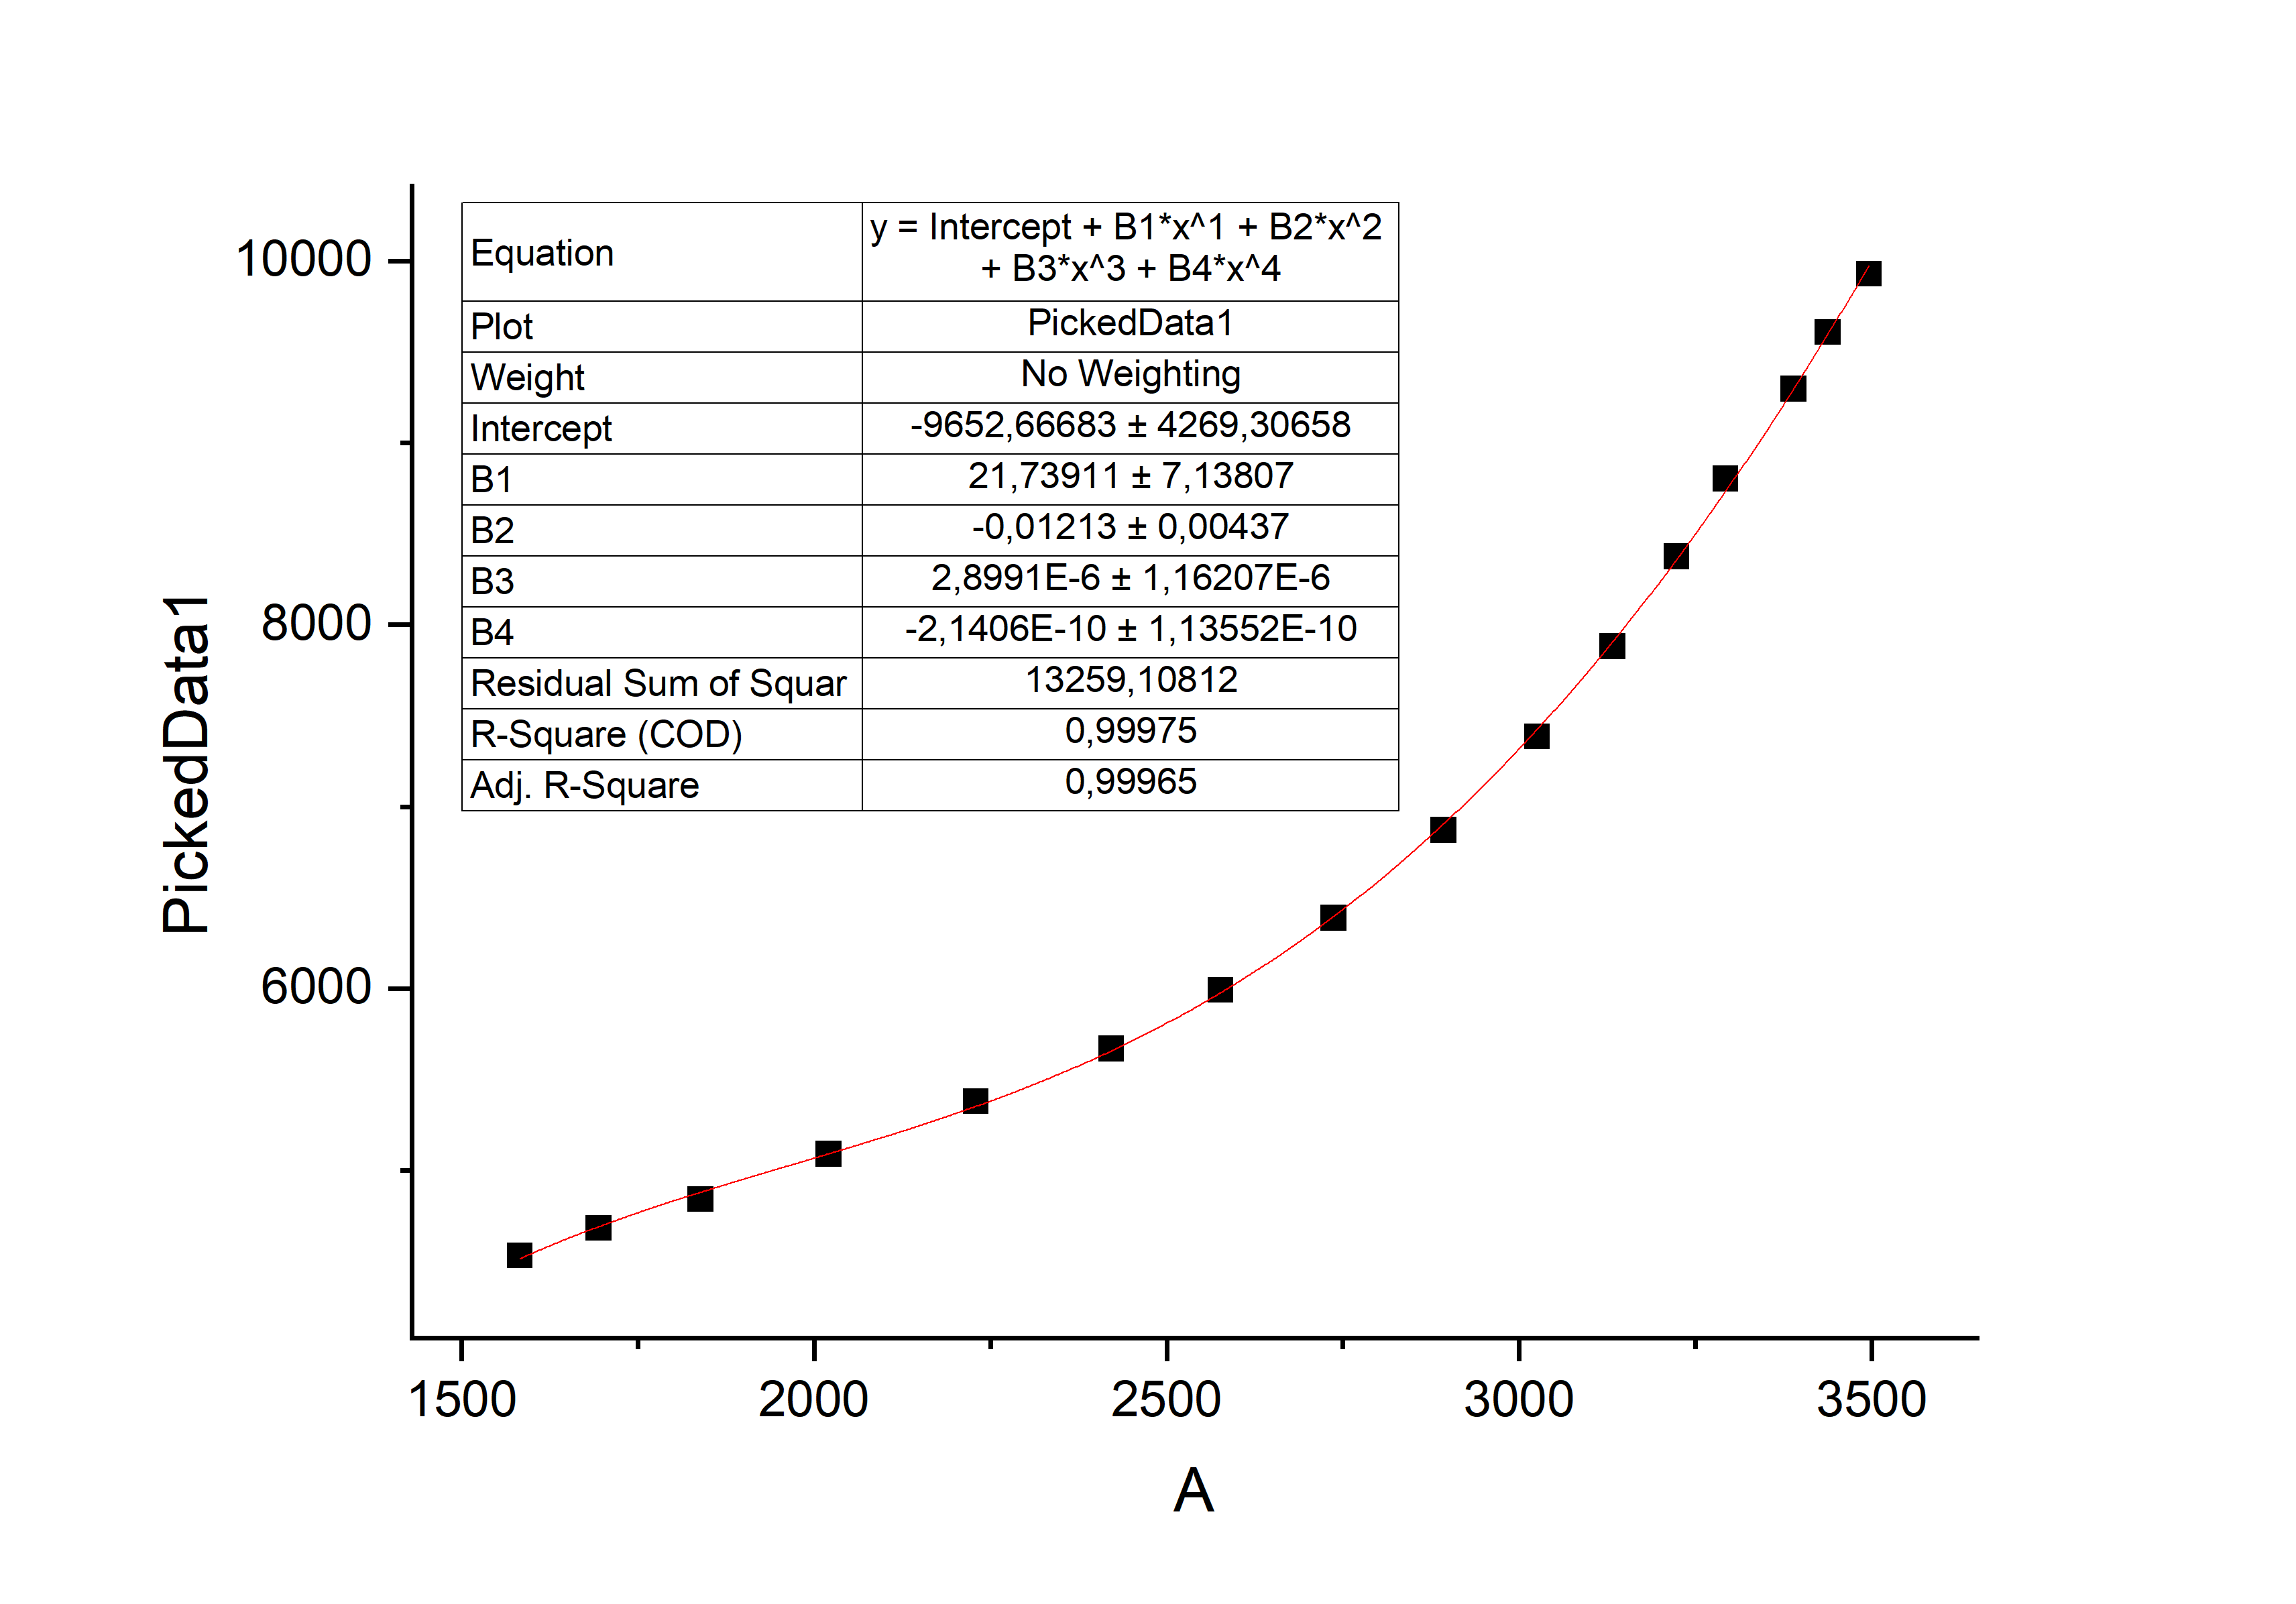 10000
8000
6000
PickedData1
Equation
y = Intercept + B1*x^1 + B2*x^2
+ B3*x^3 + B4*x^4
Plot
PickedData1
Weight
No Weighting
Intercept
-9652,66683 ± 4269,30658
B1
21,73911 ± 7,13807
B2
-0,01213 ± 0,00437
B3
2,8991E-6 ± 1,16207E-6
B4
-2,1406E-10 ± 1,13552E-10
Residual Sum of Squar
13259,10812
R-Square (COD)
0,99975
Adj. R-Square
0,99965
1500
2000
2500
3000
3500
A